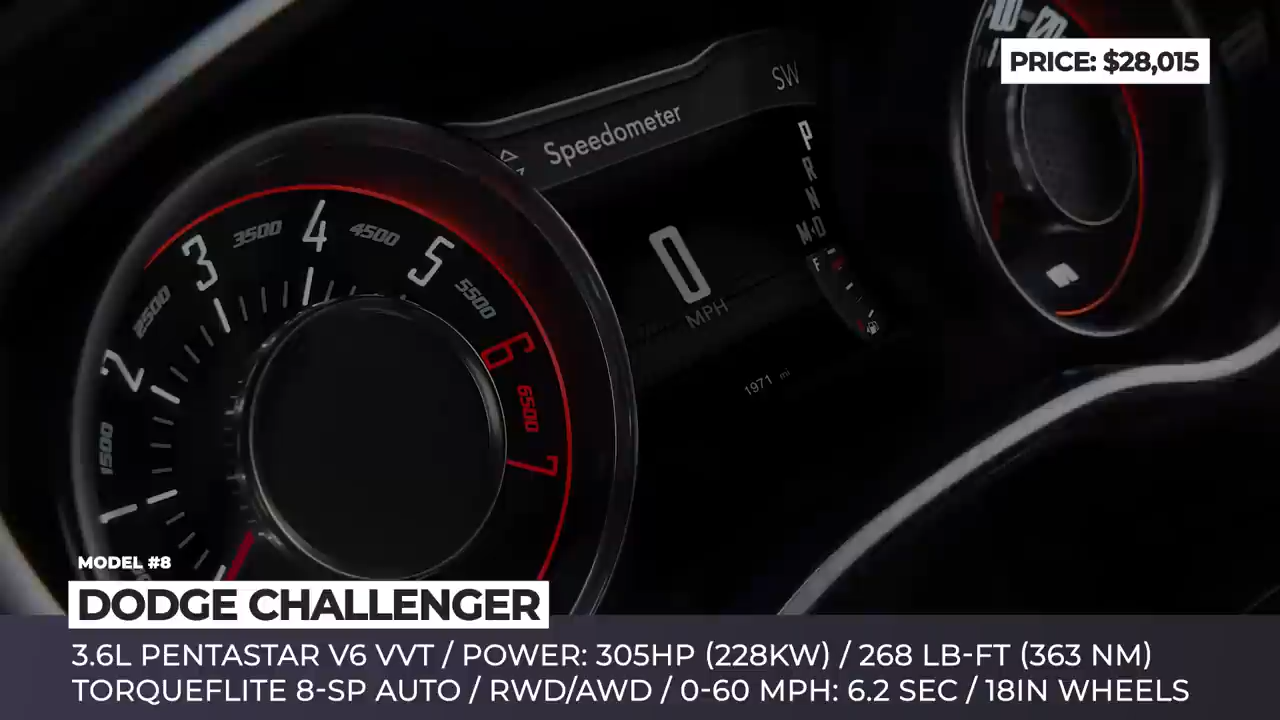 PRICE: $28,015
SW
Speedometer
P
R
N
M·D
F
0
MPH
1971 mi
1
1500
2
2500
3
3500
4
4500
5
5500
6
6500
7
MODEL #8
DODGE CHALLENGER
3.6L PENTASTAR V6 VVT / POWER: 305HP (228KW) / 268 LB-FT (363 NM)
TORQUEFLITE 8-SP AUTO / RWD/AWD / 0-60 MPH: 6.2 SEC / 18IN WHEELS